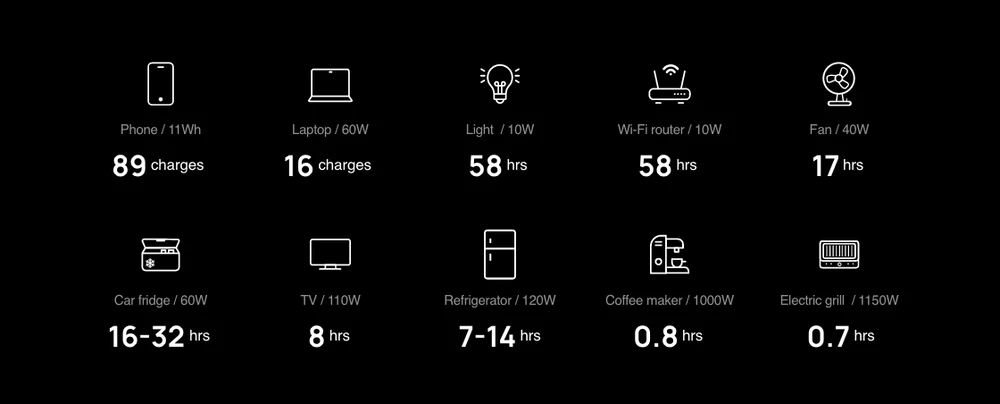 Phone / 11Wh
89 charges
Laptop / 60W
16 charges
Light / 10W
58 hrs
Wi-Fi router / 10W
58 hrs
Fan / 40W
17 hrs
Car fridge / 60W
16-32 hrs
TV / 110W
8 hrs
Refrigerator / 120W
7-14 hrs
Coffee maker / 1000W
0.8 hrs
Electric grill / 1150W
0.7 hrs